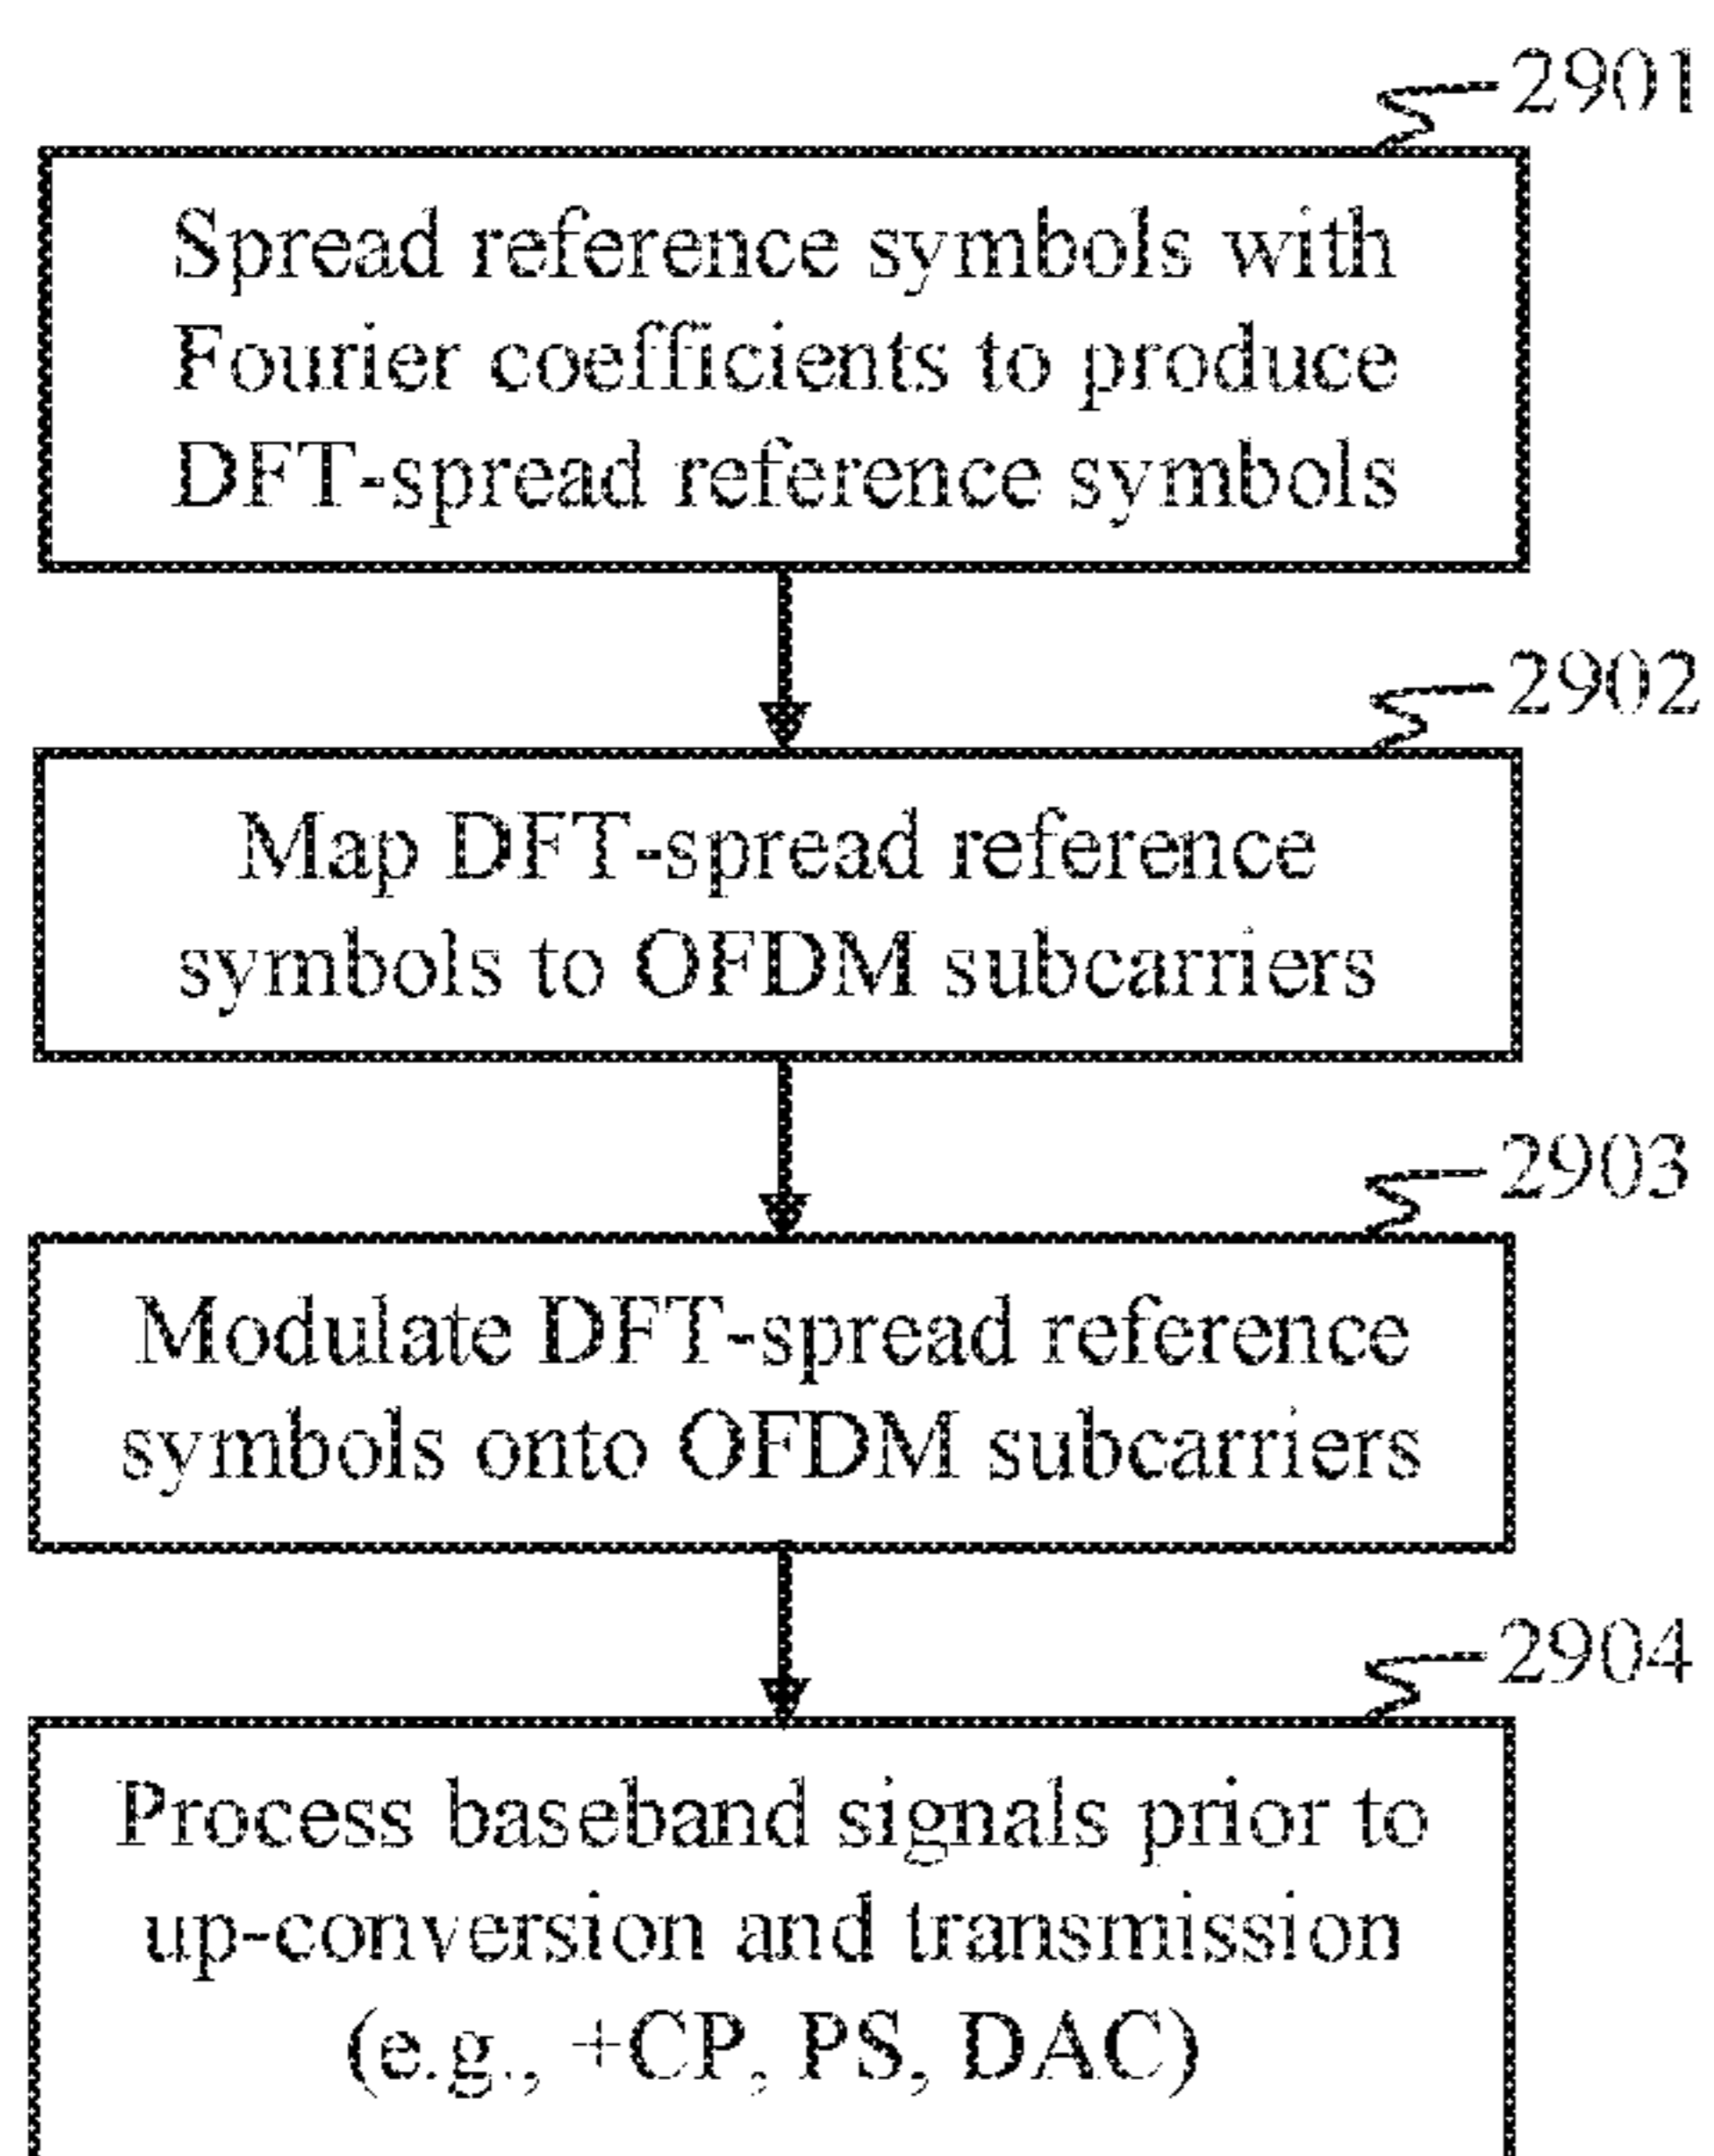 2901
Spread reference symbols with
Fourier coefficients to produce
DFT-spread reference symbols
2902
Map DFT-spread reference
symbols to OFDM subcarriers
2903
Modulate DFT-spread reference
symbols onto OFDM subcarriers
2904
Process baseband signals prior to
up-conversion and transmission
(e.g., +CP, PS, DAC)